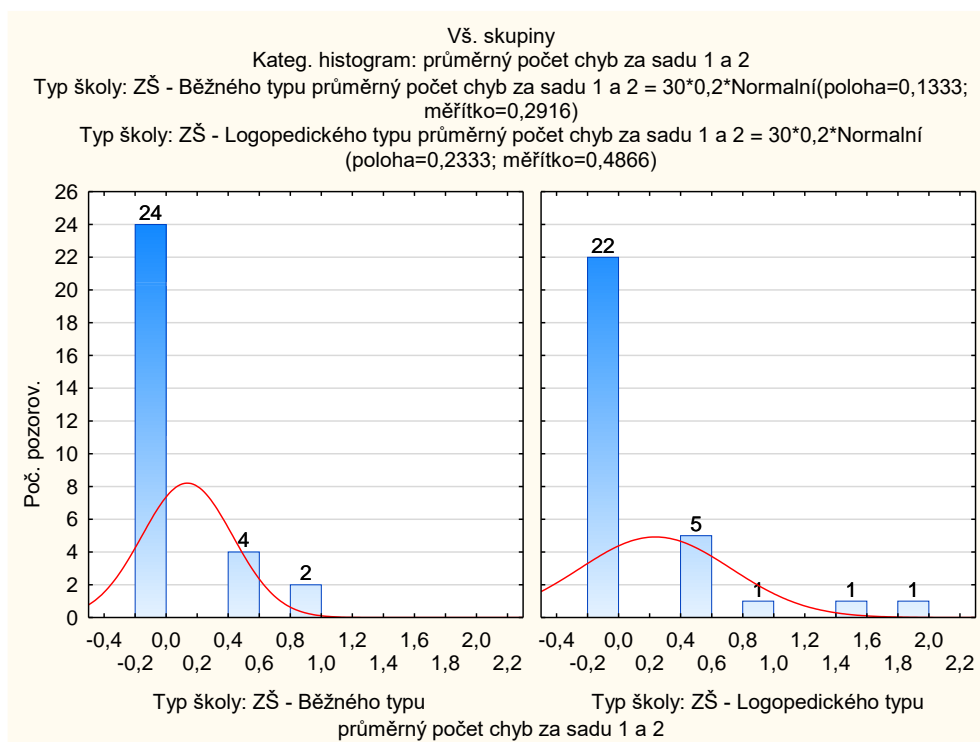 Vš. skupiny
Kateg. histogram: průměrný počet chyb za sadu 1 a 2
Typ školy: ZŠ - Běžného typu průměrný počet chyb za sadu 1 a 2 = 30*0,2*Normalní(poloha=0,1333;
měřítko=0,2916)
Typ školy: ZŠ - Logopedického typu průměrný počet chyb za sadu 1 a 2 = 30*0,2*Normalní
(poloha=0,2333; měřítko=0,4866)
Poč. pozorov.
26
24
22
20
18
16
14
12
10
8
6
4
2
0
24
4
2
22
5
1
1
1
-0,4 0,0 0,4 0,8 1,2 1,6 2,0
-0,2 0,2 0,6 1,0 1,4 1,8 2,2
-0,4 0,0 0,4 0,8 1,2 1,6 2,0
-0,2 0,2 0,6 1,0 1,4 1,8 2,2
Typ školy: ZŠ - Běžného typu
Typ školy: ZŠ - Logopedického typu
průměrný počet chyb za sadu 1 a 2